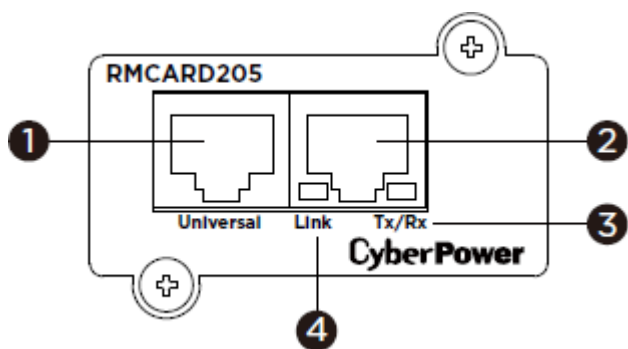 RMCARD205
1
2
Universal
Link
Tx/Rx
3
CyberPower
4